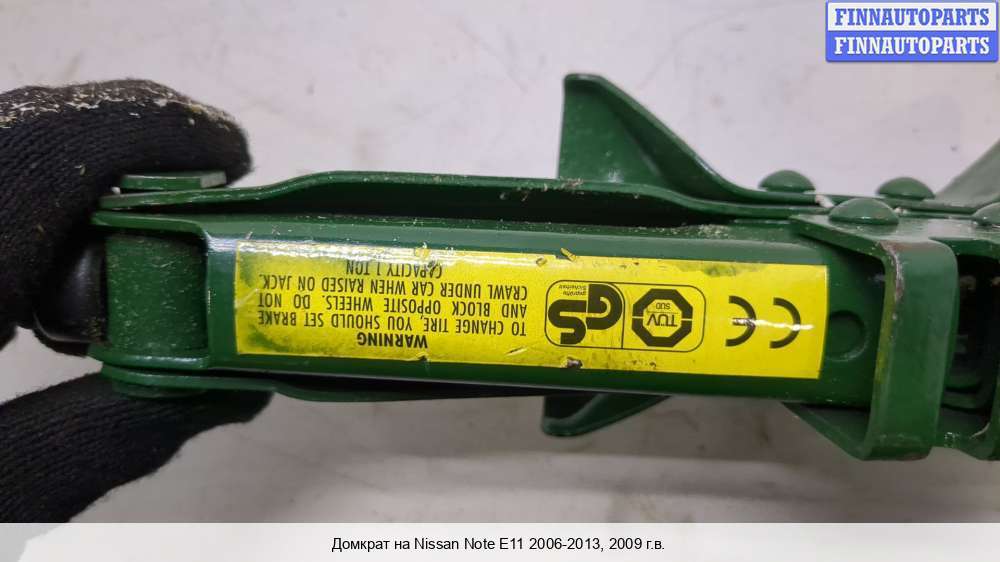 FINNAUTOPARTS
FINNAUTOPARTS
WARNING
TO CHANGE TIRE, YOU SHOULD SET BRAKE
AND BLOCK OPPOSITE WHEELS. DO NOT
CRAWL UNDER CAR WHEN RAISED ON JACK.
CAPACITY 1 TON
geprüfte
Sicherheit
GS
TÜV
SÜD
CE
Домкрат на Nissan Note E11 2006-2013, 2009 г.в.